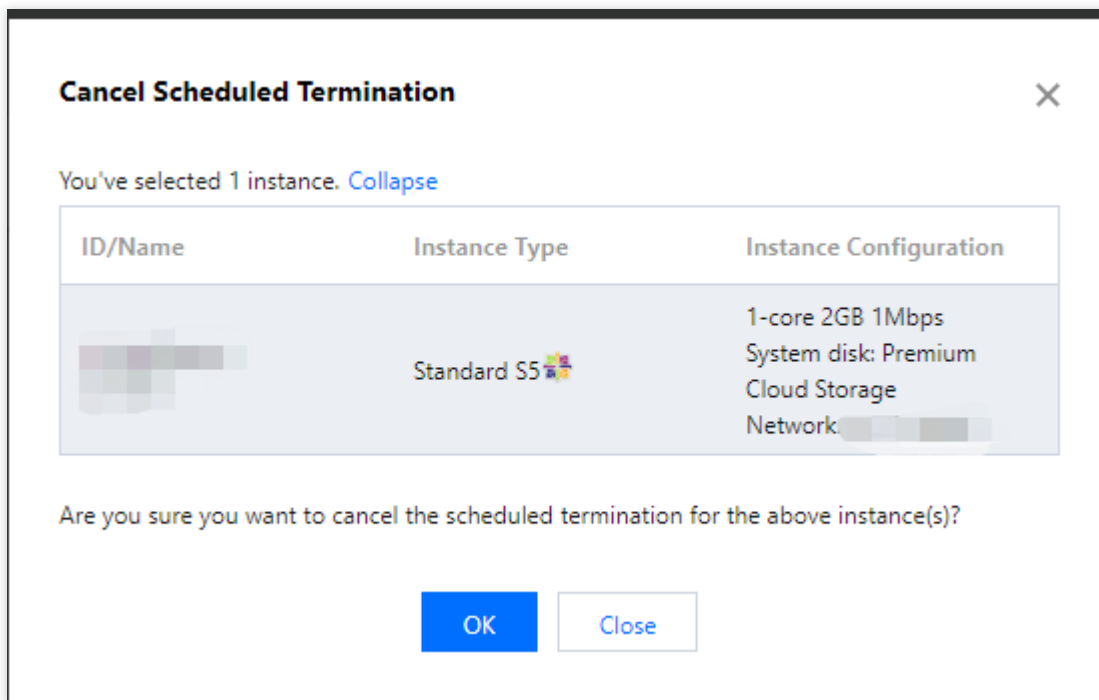 Cancel Scheduled Termination
You've selected 1 instance. Collapse
ID/Name Instance Type Instance Configuration
Standard S5
1-core 2GB 1Mbps
System disk: Premium
Cloud Storage
Network:
Are you sure you want to cancel the scheduled termination for the above instance(s)?
OK Close